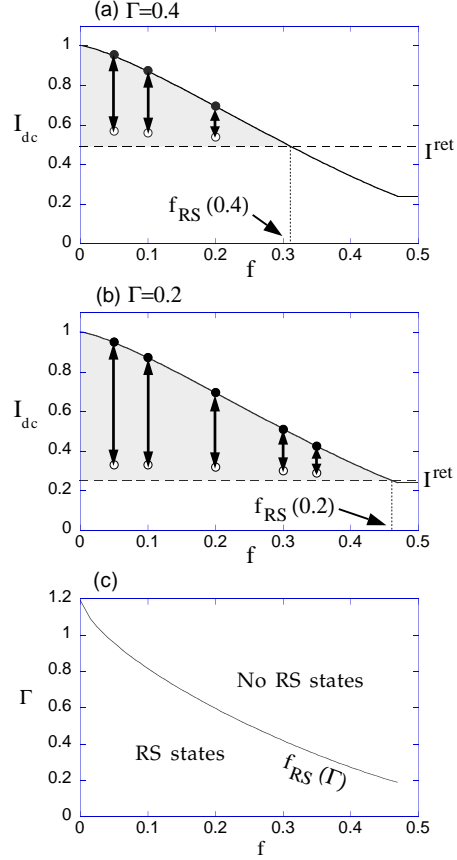 (a) Γ=0.4
1
0.8
0.6
0.4
0.2
0
I_dc
I^ret
f_RS (0.4)
0 0.1 0.2 0.3 0.4 0.5
f
(b) Γ=0.2
1
0.8
0.6
0.4
0.2
0
I_dc
I^ret
f_RS (0.2)
0 0.1 0.2 0.3 0.4 0.5
f
(c)
1.2
1
0.8
0.6
0.4
0.2
0
Γ
No RS states
RS states
f_RS (Γ)
0 0.1 0.2 0.3 0.4 0.5
f